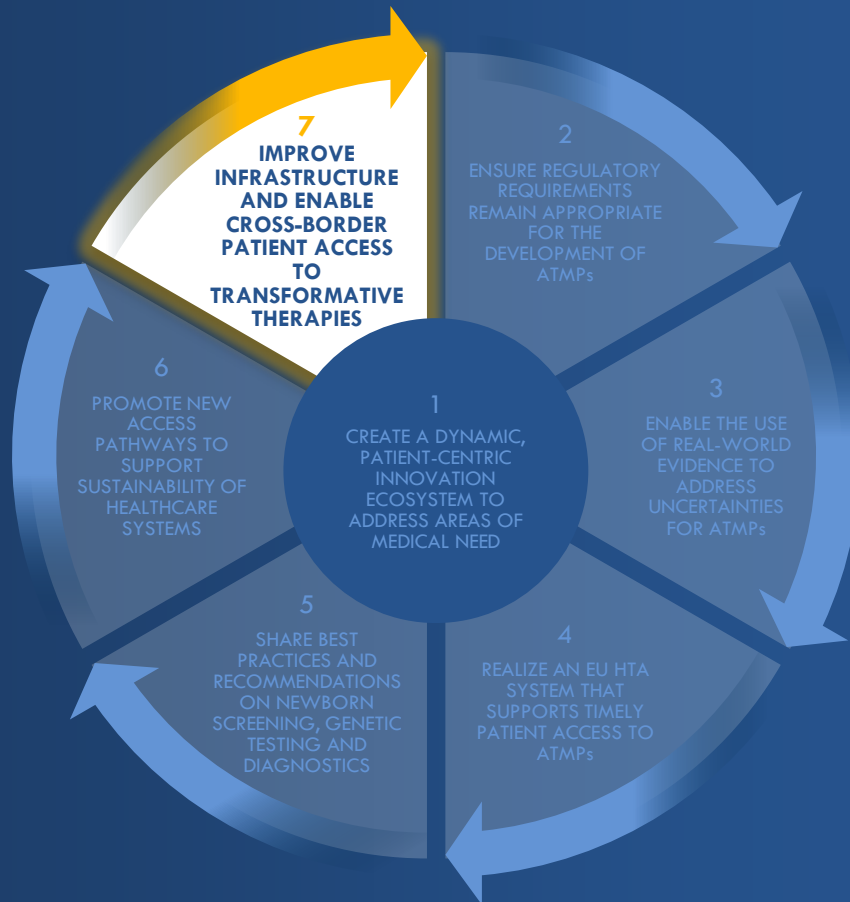 7
IMPROVE
INFRASTRUCTURE
AND ENABLE
CROSS-BORDER
PATIENT ACCESS
TO
TRANSFORMATIVE
THERAPIES
2
ENSURE REGULATORY
REQUIREMENTS
REMAIN APPROPRIATE
FOR THE
DEVELOPMENT OF
ATMPs
3
ENABLE THE USE
OF REAL-WORLD
EVIDENCE TO
ADDRESS
UNCERTAINTIES
FOR ATMPs
1
CREATE A DYNAMIC,
PATIENT-CENTRIC
INNOVATION
ECOSYSTEM TO
ADDRESS AREAS OF
MEDICAL NEED
6
PROMOTE NEW
ACCESS
PATHWAYS TO
SUPPORT
SUSTAINABILITY OF
HEALTHCARE
SYSTEMS
5
SHARE BEST
PRACTICES AND
RECOMMENDATIONS
ON NEWBORN
SCREENING, GENETIC
TESTING AND
DIAGNOSTICS
4
REALIZE AN EU HTA
SYSTEM THAT
SUPPORTS TIMELY
PATIENT ACCESS TO
ATMPs